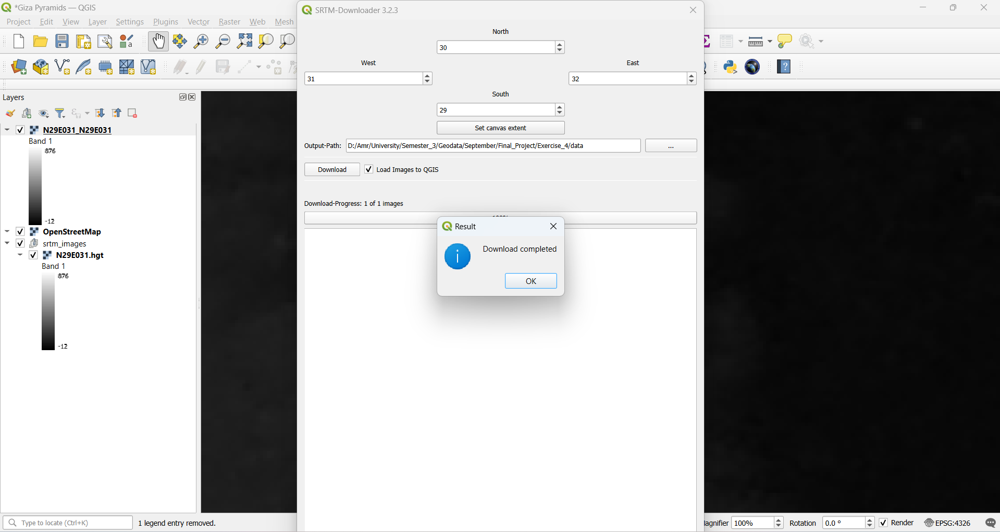 *Giza Pyramids — QGIS
Project Edit View Layer Settings Plugins Vector Raster Web Mesh
Layers
N29E031_N29E031
Band 1
876
-12
OpenStreetMap
srtm_images
N29E031.hgt
Band 1
876
-12
SRTM-Downloader 3.2.3
North
30
West
East
31
32
South
29
Set canvas extent
Output-Path: D:/Amr/University/Semester_3/Geodata/September/Final_Project/Exercise_4/data ...
Download Load Images to QGIS
Download-Progress: 1 of 1 images
Result
Download completed
OK
Type to locate (Ctrl+K) 1 legend entry removed.
100% Rotation 0.0 ° Render EPSG:4326